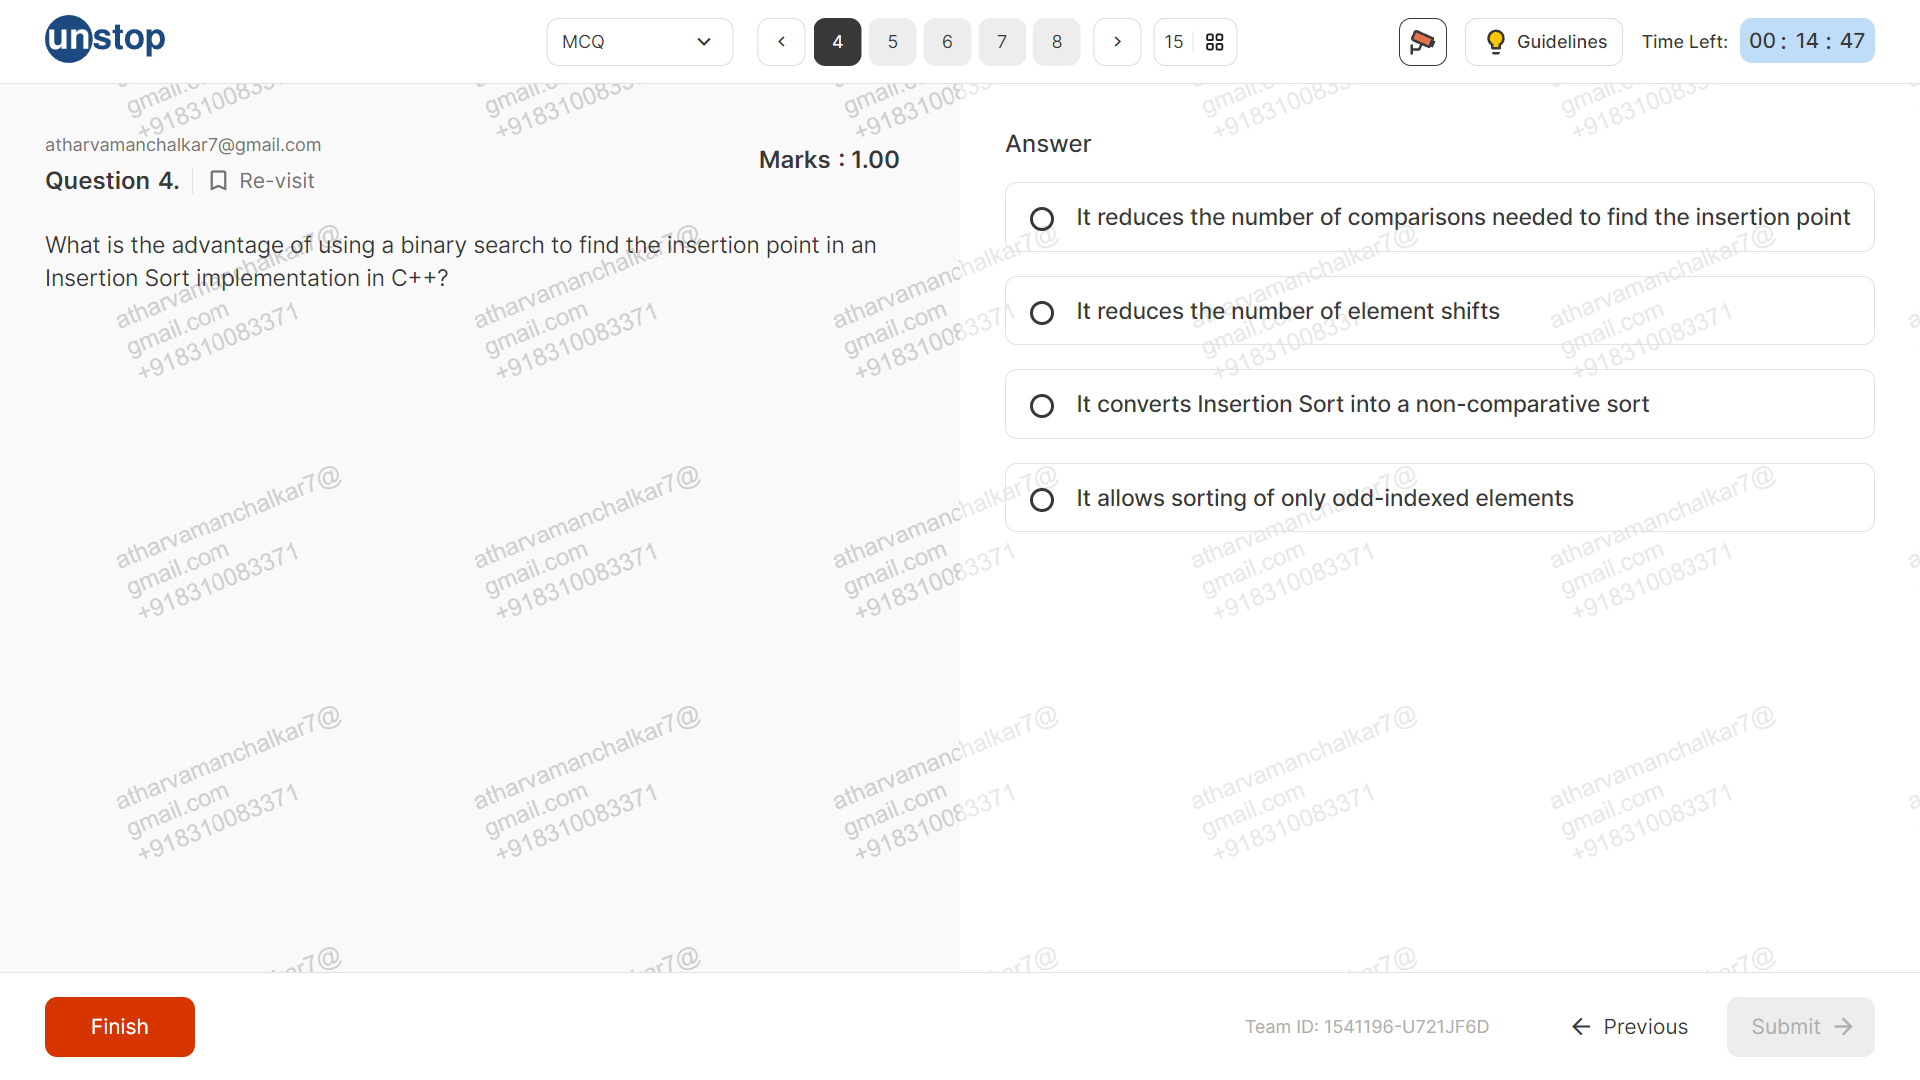 unstop
MCQ
4
5
6
7
8
15
Guidelines
Time Left:
00 : 14 : 47
atharvamanchalkar7@gmail.com
Marks : 1.00
Question 4.
Re-visit
What is the advantage of using a binary search to find the insertion point in an
Insertion Sort implementation in C++?
Answer
It reduces the number of comparisons needed to find the insertion point
It reduces the number of element shifts
It converts Insertion Sort into a non-comparative sort
It allows sorting of only odd-indexed elements
atharvamanchalkar7@
gmail.com
+918310083371
Finish
Team ID: 1541196-U721JF6D
Previous
Submit